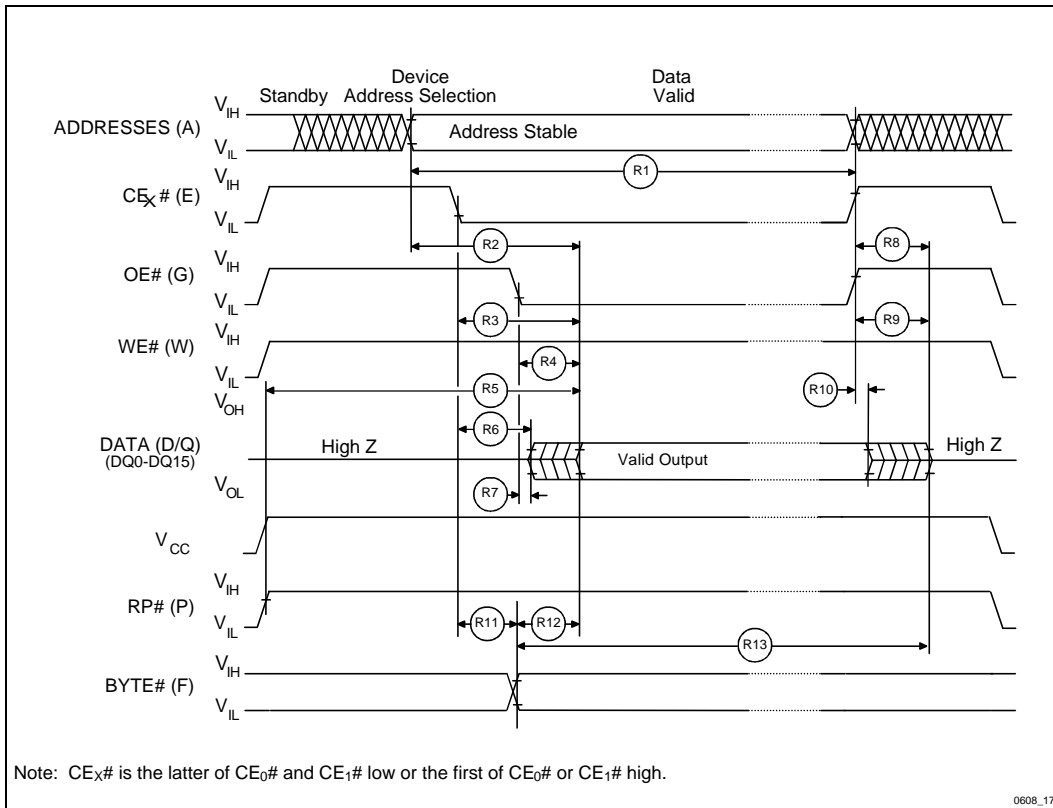 Device Data
Standby Address Selection Valid
V_IH
ADDRESSES (A) Address Stable
V_IL
R1
V_IH
CE_X# (E)
V_IL
R2 R8
V_IH
OE# (G)
V_IL
R3 R9
V_IH
WE# (W) R4
V_IL
R5 R10
V_OH
R6
DATA (D/Q) High Z Valid Output High Z
(DQ0-DQ15)
V_OL
R7
V_CC
V_IH
RP# (P)
V_IL
R11 R12
R13
V_IH
BYTE# (F)
V_IL
Note: CE_X# is the latter of CE_0# and CE_1# low or the first of CE_0# or CE_1# high.
0608_17